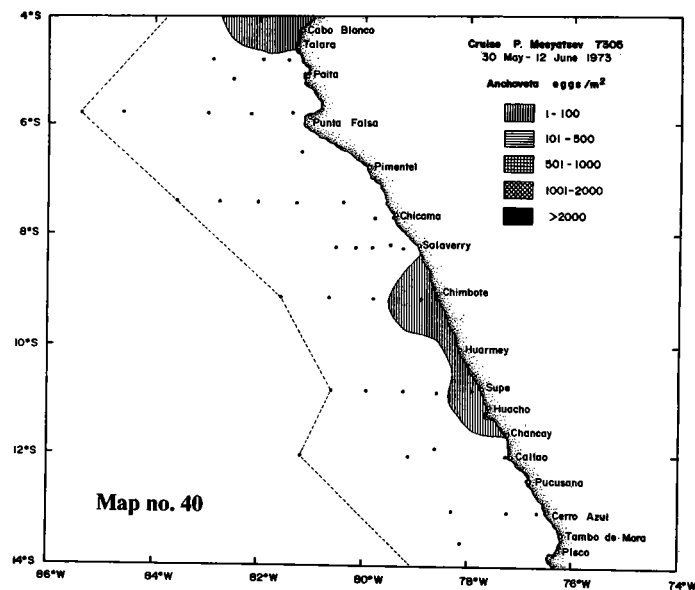 4°S
6°S
8°S
10°S
12°S
14°S
86°W
84°W
82°W
80°W
78°W
76°W
74°W
Cruise P. Mesyatsev 7305
30 May - 12 June 1973
Anchoveta eggs/m²
1 - 100
101 - 500
501 - 1000
1001 - 2000
>2000
Cabo Blanco
Talara
Paita
Punta Falsa
Pimentel
Chicama
Salaverry
Chimbote
Huarmey
Supe
Huacho
Chancay
Callao
Pucusana
Cerro Azul
Tambo de Mora
Pisco
Map no. 40